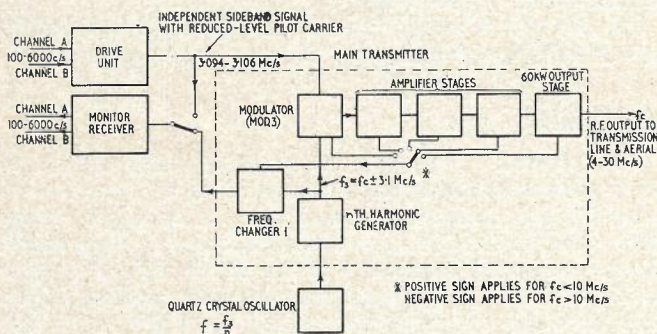 INDEPENDENT SIDEBAND SIGNAL
WITH REDUCED-LEVEL PILOT CARRIER
CHANNEL A
100-6000c/s
CHANNEL B
DRIVE
UNIT
3·094-3·106 Mc/s
MAIN TRANSMITTER
CHANNEL A
100-6000c/s
CHANNEL B
MONITOR
RECEIVER
MODULATOR
(MOD3)
AMPLIFIER STAGES
60KW OUTPUT
STAGE
fc
R.F. OUTPUT TO
TRANSMISSION
LINE & AERIAL
(4-30 Mc/s)
*
f3 = fc ± 3·1 Mc/s
FREQ.
CHANGER 1
nTH. HARMONIC
GENERATOR
QUARTZ CRYSTAL OSCILLATOR
f = f3/n
* POSITIVE SIGN APPLIES FOR fc < 10 Mc/s
NEGATIVE SIGN APPLIES FOR fc > 10 Mc/s